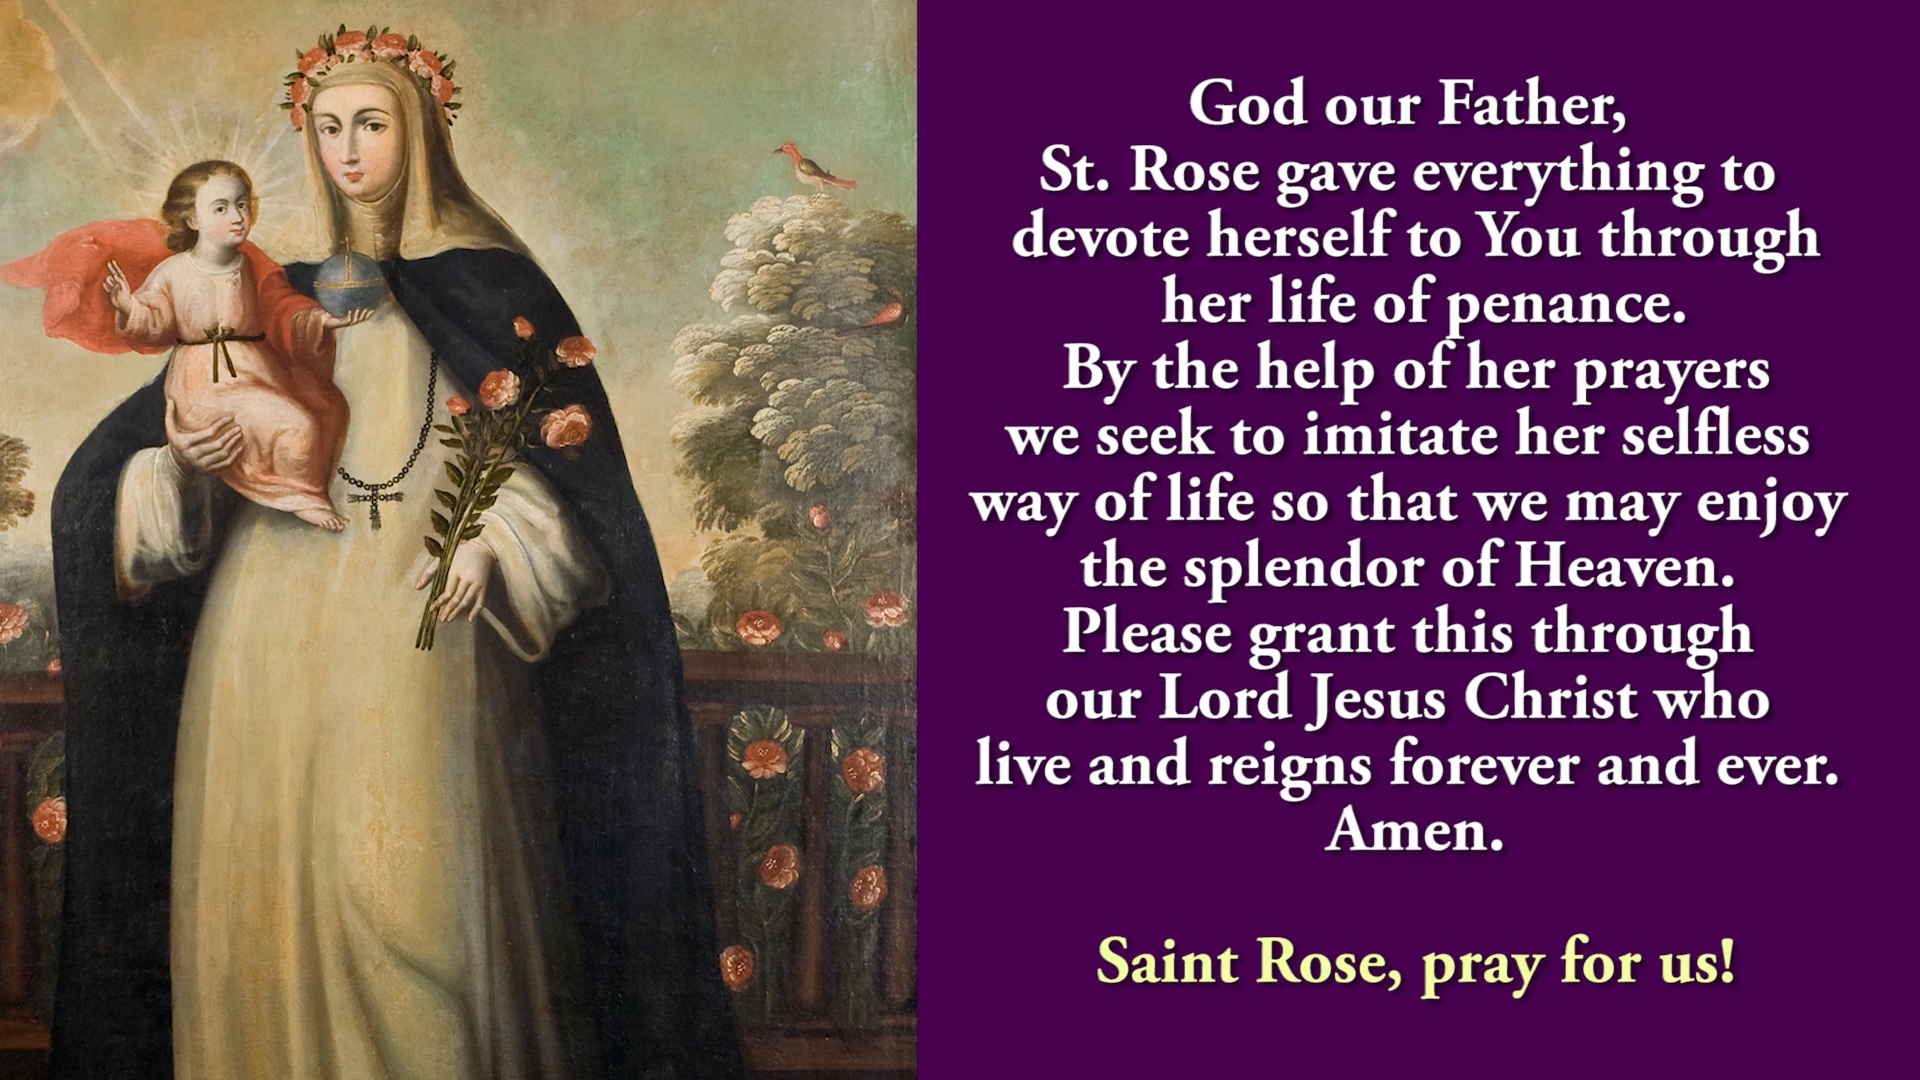 God our Father,
St. Rose gave everything to
devote herself to You through
her life of penance.
By the help of her prayers
we seek to imitate her selfless
way of life so that we may enjoy
the splendor of Heaven.
Please grant this through
our Lord Jesus Christ who
live and reigns forever and ever.
Amen.
Saint Rose, pray for us!